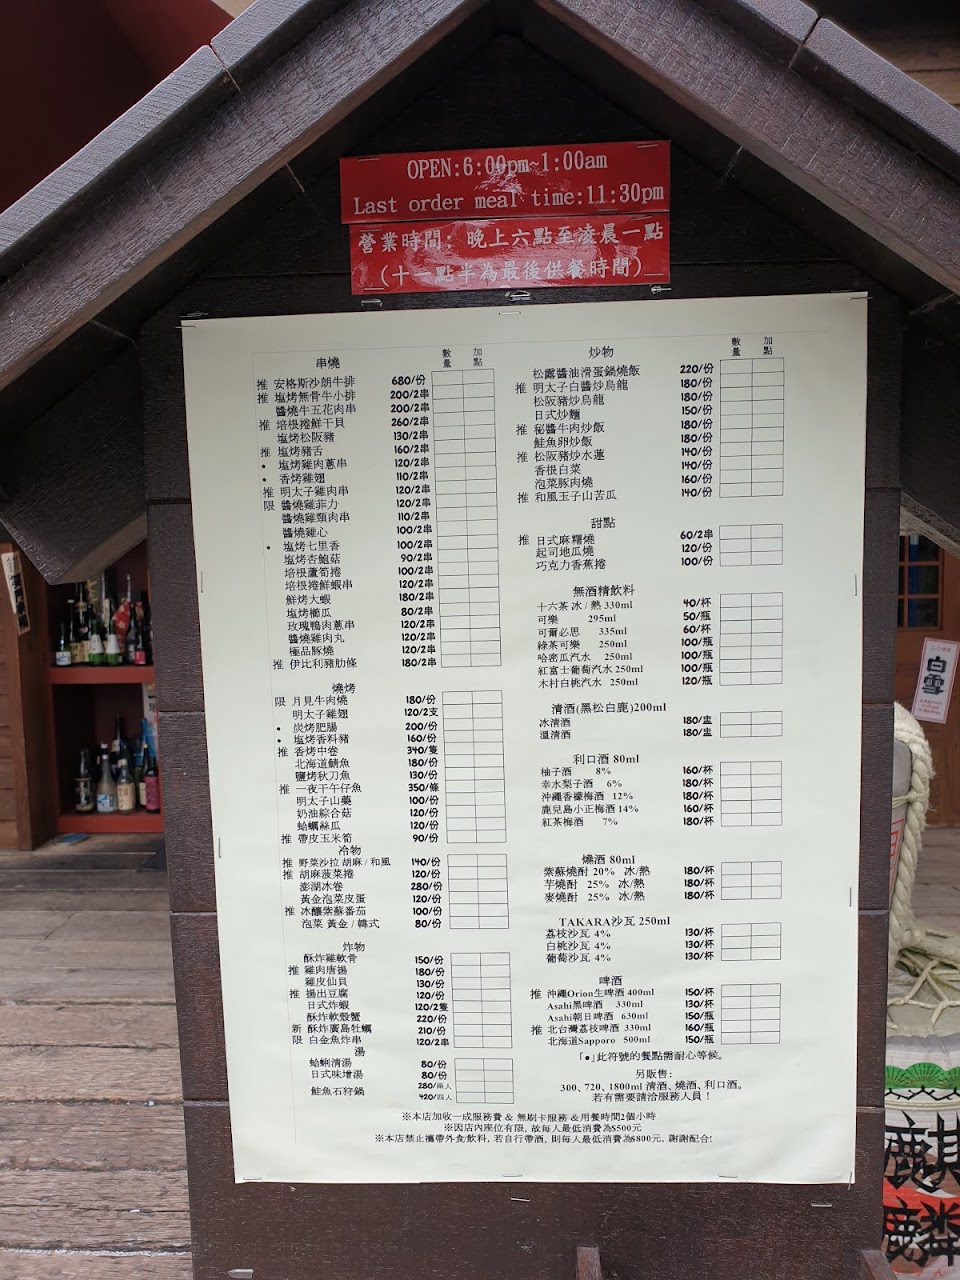 OPEN:6:00pm~1:00am
Last order meal time:11:30pm
營業時間: 晚上六點至凌晨一點
(十一點半為最後供餐時間)
串燒 數量 加點
推 安格斯沙朗牛排 680/份
推 塩烤無骨牛小排 200/2串
醬燒牛五花肉串 200/2串
推 培根捲鮮干貝 260/2串
塩烤松阪豬 130/2串
推 塩烤豬舌 160/2串
• 塩烤雞肉蔥串 120/2串
• 香烤雞翅 110/2串
推 明太子雞肉串 120/2串
限 醬燒雞菲力 120/2串
醬燒雞頸肉串 110/2串
醬燒雞心 100/2串
• 塩烤七里香 100/2串
塩烤杏鮑菇 90/2串
培根蘆筍捲 100/2串
培根捲鮮蝦串 120/2串
鮮烤大蝦 180/2串
塩烤櫛瓜 80/2串
玫瑰鴨肉蔥串 120/2串
醬燒雞肉丸 120/2串
極品豚燒 120/2串
推 伊比利豬肋條 180/2串
燒烤
限 月見牛肉燒 180/份
明太子雞翅 120/2支
• 炭烤肥腸 200/份
• 塩烤香料豬 160/份
推 香烤中卷 340/隻
北海道鯖魚 180/份
鹽烤秋刀魚 130/份
推 一夜干午仔魚 350/條
明太子山藥 100/份
奶油綜合菇 120/份
蛤蠣絲瓜 120/份
推 帶皮玉米筍 90/份
冷物
推 野菜沙拉 胡麻 / 和風 140/份
推 胡麻菠菜捲 120/份
澎湖冰卷 280/份
黃金泡菜皮蛋 120/份
推 冰釀紫蘇番茄 100/份
泡菜 黃金 / 韓式 80/份
炸物
酥炸雞軟骨 150/份
推 雞肉唐揚 180/份
雞皮仙貝 130/份
推 揚出豆腐 120/份
日式炸蝦 120/2隻
酥炸軟殼蟹 220/份
新 酥炸廣島牡蠣 210/份
限 白金魚炸串 120/2串
湯
蛤蜊清湯 80/份
日式味增湯 80/份
鮭魚石狩鍋 280/兩人
420/四人
炒物 數量 加點
松露醬油滑蛋鍋燒飯 220/份
推 明太子白醬炒烏龍 180/份
松阪豬炒烏龍 180/份
日式炒麵 150/份
推 秘醬牛肉炒飯 180/份
鮭魚卵炒飯 180/份
推 松阪豬炒水蓮 140/份
香根白菜 140/份
泡菜豚肉燒 160/份
推 和風玉子山苦瓜 140/份
甜點
推 日式麻糬燒 60/2串
起司地瓜燒 120/份
巧克力香蕉捲 100/份
無酒精飲料
十六茶 冰 / 熱 330ml 40/杯
可樂 295ml 50/瓶
可爾必思 335ml 60/杯
綠茶可樂 250ml 100/瓶
哈密瓜汽水 250ml 100/瓶
紅富士葡萄汽水 250ml 100/瓶
木村白桃汽水 250ml 120/瓶
清酒(黑松白鹿)200ml
冰清酒 180/盅
溫清酒 180/盅
利口酒 80ml
柚子酒 8% 160/杯
幸水梨子酒 6% 180/杯
沖繩香檬梅酒 12% 180/杯
鹿兒島小正梅酒 14% 160/杯
紅茶梅酒 7% 180/杯
燒酒 80ml
紫蘇燒酎 20% 冰/熱 180/杯
芋燒酎 25% 冰/熱 180/杯
麥燒酎 25% 冰/熱 180/杯
TAKARA沙瓦 250ml
荔枝沙瓦 4% 130/杯
白桃沙瓦 4% 130/杯
葡萄沙瓦 4% 130/杯
啤酒
推 沖繩Orion生啤酒 400ml 150/杯
Asahi黑啤酒 330ml 130/杯
Asahi朝日啤酒 630ml 150/瓶
推 北台灣荔枝啤酒 330ml 160/瓶
北海道Sapporo 500ml 150/瓶
「•」此符號的餐點需耐心等候。
另販售:
300、720、1800ml 清酒、燒酒、利口酒。
若有需要請洽服務人員！
※本店加收一成服務費 & 無刷卡服務 &用餐時間2個小時
※因店內座位有限, 故每人最低消費為$500元
※本店禁止攜帶外食/飲料, 若自行帶酒, 則每人最低消費為$800元, 謝謝配合!
白雪
麒麟